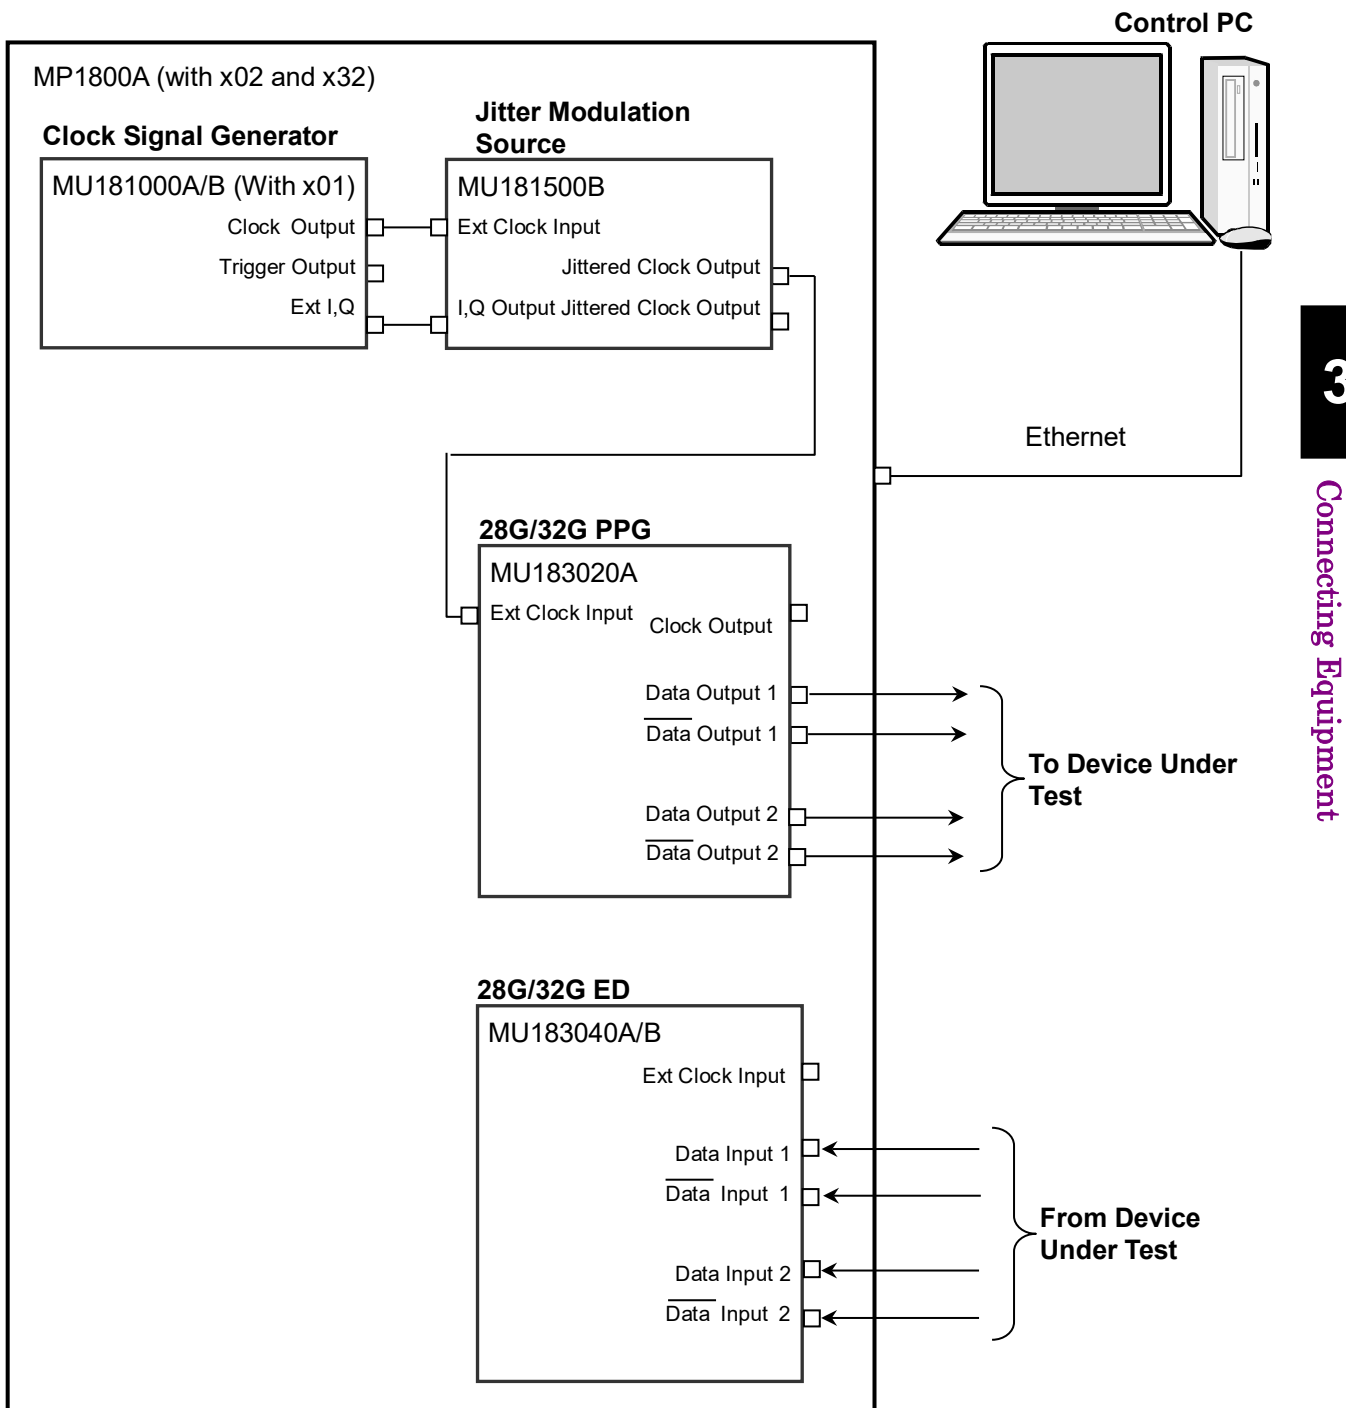 Control PC
MP1800A (with x02 and x32)
Clock Signal Generator
Jitter Modulation
Source
MU181000A/B (With x01)
Clock Output
Trigger Output
Ext I,Q
MU181500B
Ext Clock Input
Jittered Clock Output
I,Q Output Jittered Clock Output
Ethernet
3
Connecting Equipment
28G/32G PPG
MU183020A
Ext Clock Input
Clock Output
Data Output 1
Data Output 1
Data Output 2
Data Output 2
To Device Under
Test
28G/32G ED
MU183040A/B
Ext Clock Input
Data Input 1
Data Input 1
Data Input 2
Data Input 2
From Device
Under Test